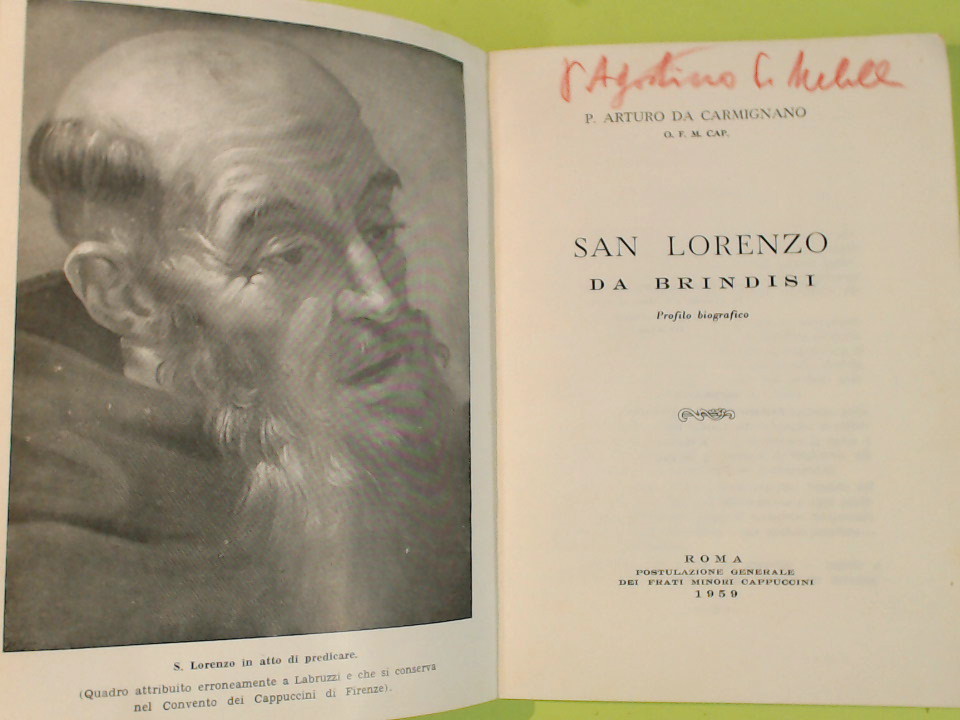 S. Lorenzo in atto di predicare.
(Quadro attribuito erroneamente a Labruzzi e che si conserva
nel Convento dei Cappuccini di Firenze).
Agostino
P. ARTURO DA CARMIGNANO
O. F. M. CAP.
SAN LORENZO
DA BRINDISI
Profilo biografico
ROMA
POSTULAZIONE GENERALE
DEI FRATI MINORI CAPPUCCINI
1959